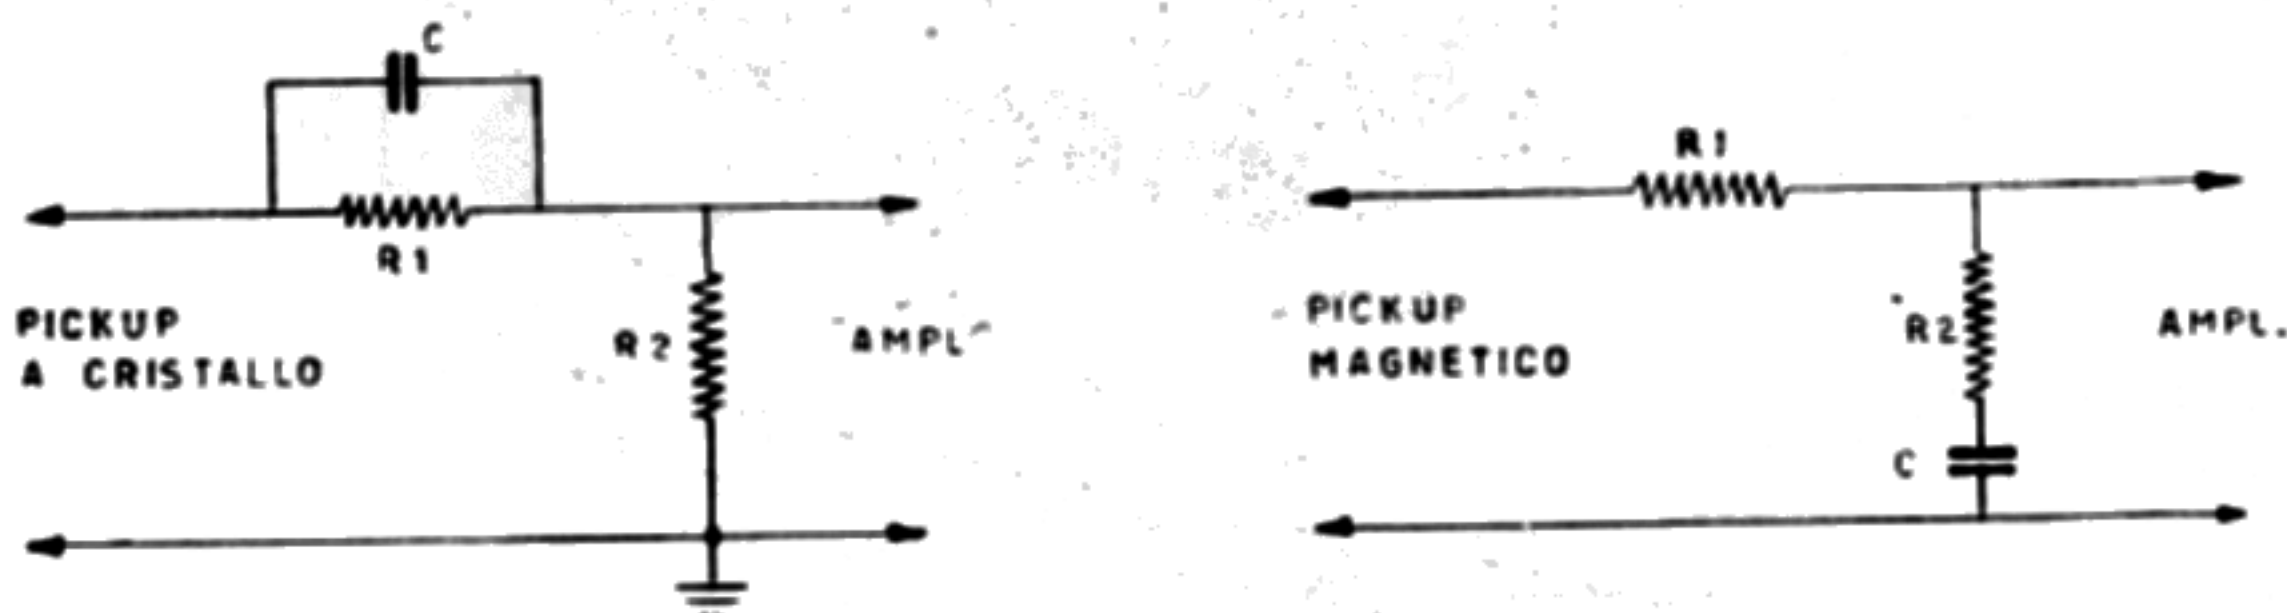 C
R1
PICKUP
A CRISTALLO
R2
AMPL
R1
PICKUP
MAGNETICO
R2
AMPL.
C